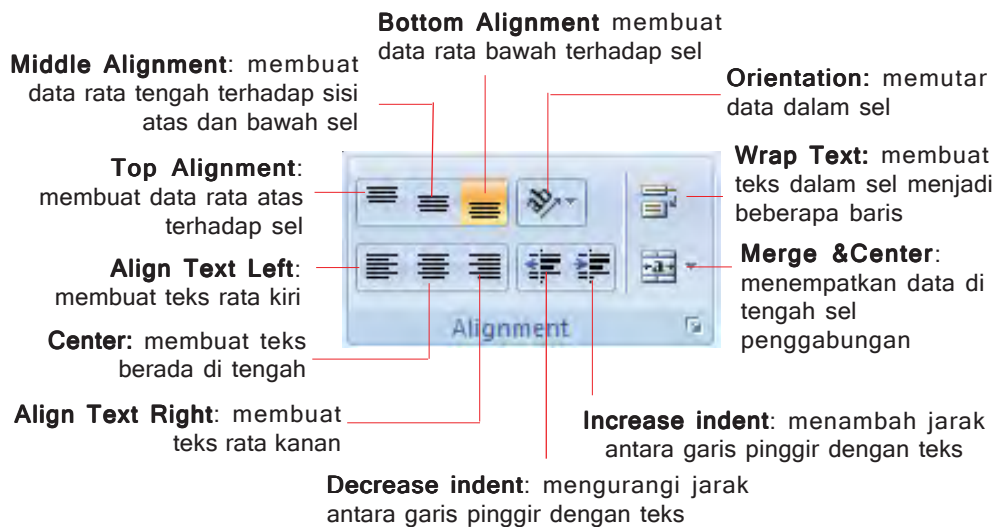 Bottom Alignment membuat
data rata bawah terhadap sel
Middle Alignment: membuat
data rata tengah terhadap sisi
atas dan bawah sel
Orientation: memutar
data dalam sel
Top Alignment:
membuat data rata atas
terhadap sel
Wrap Text: membuat
teks dalam sel menjadi
beberapa baris
Align Text Left:
membuat teks rata kiri
Merge &Center:
menempatkan data di
tengah sel
penggabungan
Center: membuat teks
berada di tengah
ab
a
Alignment
Align Text Right: membuat
teks rata kanan
Increase indent: menambah jarak
antara garis pinggir dengan teks
Decrease indent: mengurangi jarak
antara garis pinggir dengan teks